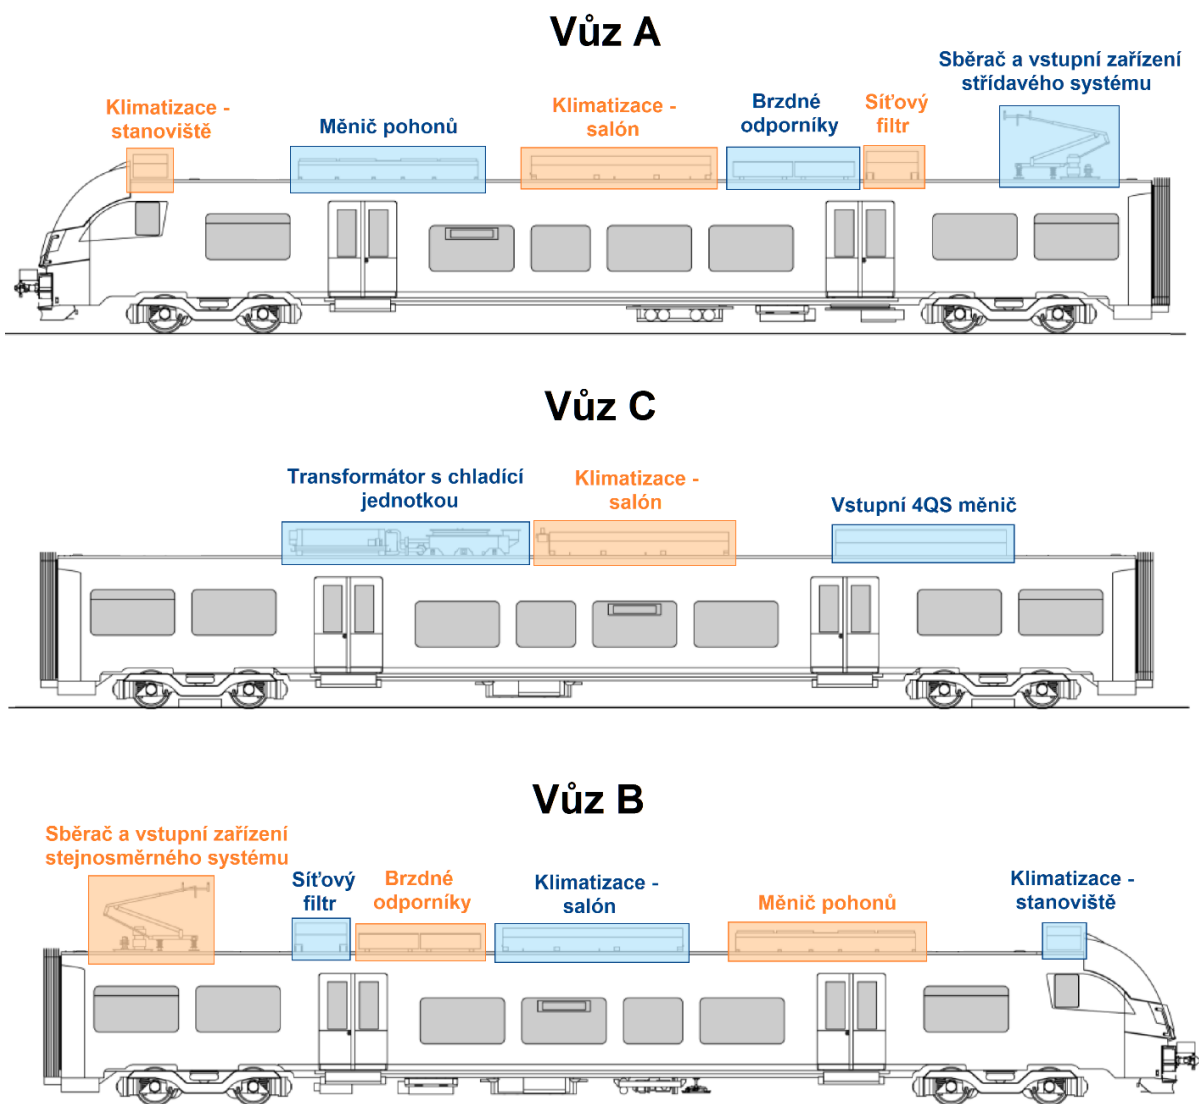 Vůz A
Sběrač a vstupní zařízení
střídavého systému
Klimatizace -
stanoviště
Měnič pohonů
Klimatizace -
salón
Brzdné
odporníky
Síťový
filtr
Vůz C
Transformátor s chladící
jednotkou
Klimatizace -
salón
Vstupní 4QS měnič
Vůz B
Sběrač a vstupní zařízení
stejnosměrného systému
Síťový
filtr
Brzdné
odporníky
Klimatizace -
salón
Měnič pohonů
Klimatizace -
stanoviště